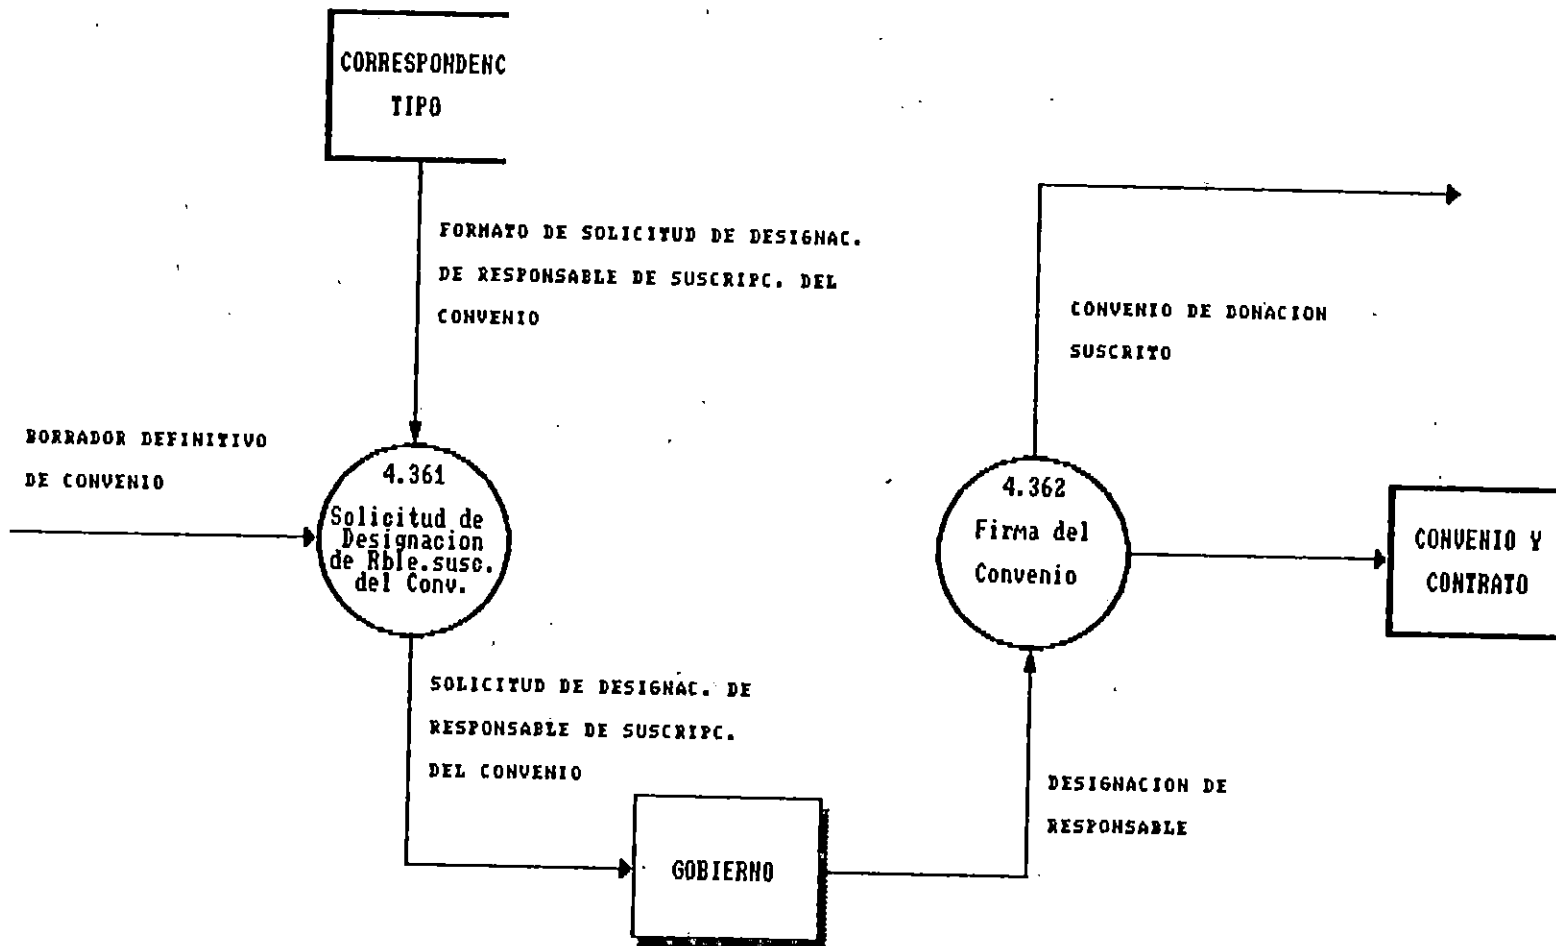 CORRESPONDENC
TIPO
FORMATO DE SOLICITUD DE DESIGNAC.
DE RESPONSABLE DE SUSCRIPC. DEL
CONVENIO
BORRADOR DEFINITIVO
DE CONVENIO
4.361
Solicitud de
Designacion
de Rble.susc.
del Conv.
SOLICITUD DE DESIGNAC. DE
RESPONSABLE DE SUSCRIPC.
DEL CONVENIO
GOBIERNO
DESIGNACION DE
RESPONSABLE
4.362
Firma del
Convenio
CONVENIO DE DONACION
SUSCRITO
CONVENIO Y
CONTRATO